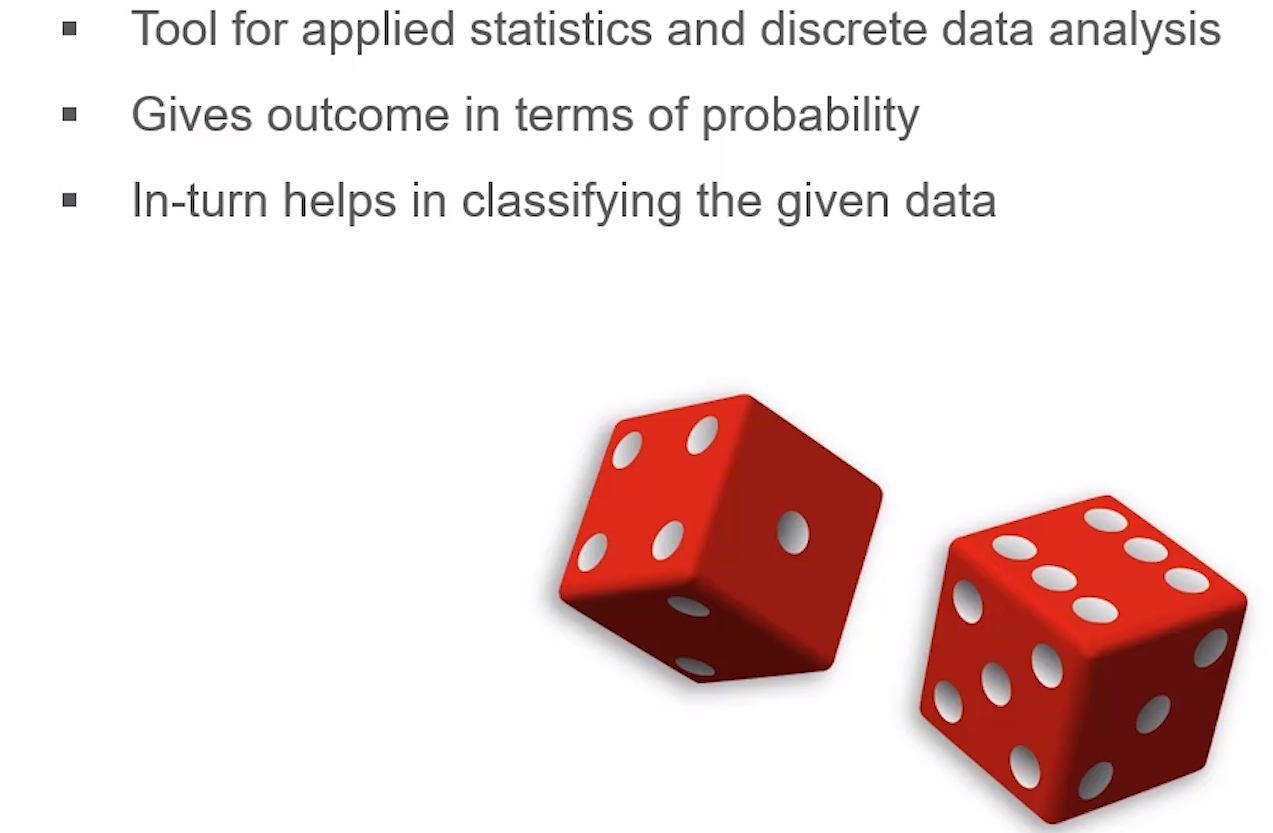 Tool for applied statistics and discrete data analysis
Gives outcome in terms of probability
In-turn helps in classifying the given data